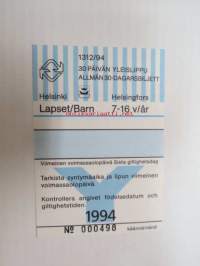 1312/94
30 PÄIVÄN YLEISLIPPU
ALLMÄN 30-DAGARSBILJETT
Helsinki Helsingfors
Lapset/Barn 7-16 v/år
Viimeinen voimassaolopäivä Sista giltighetsdag
Tarkista syntymäaika ja lipun viimeinen
voimassaolopäivä.
Kontrollera angivet födelsedatum och
giltighetstiden.
1994
№ 000498